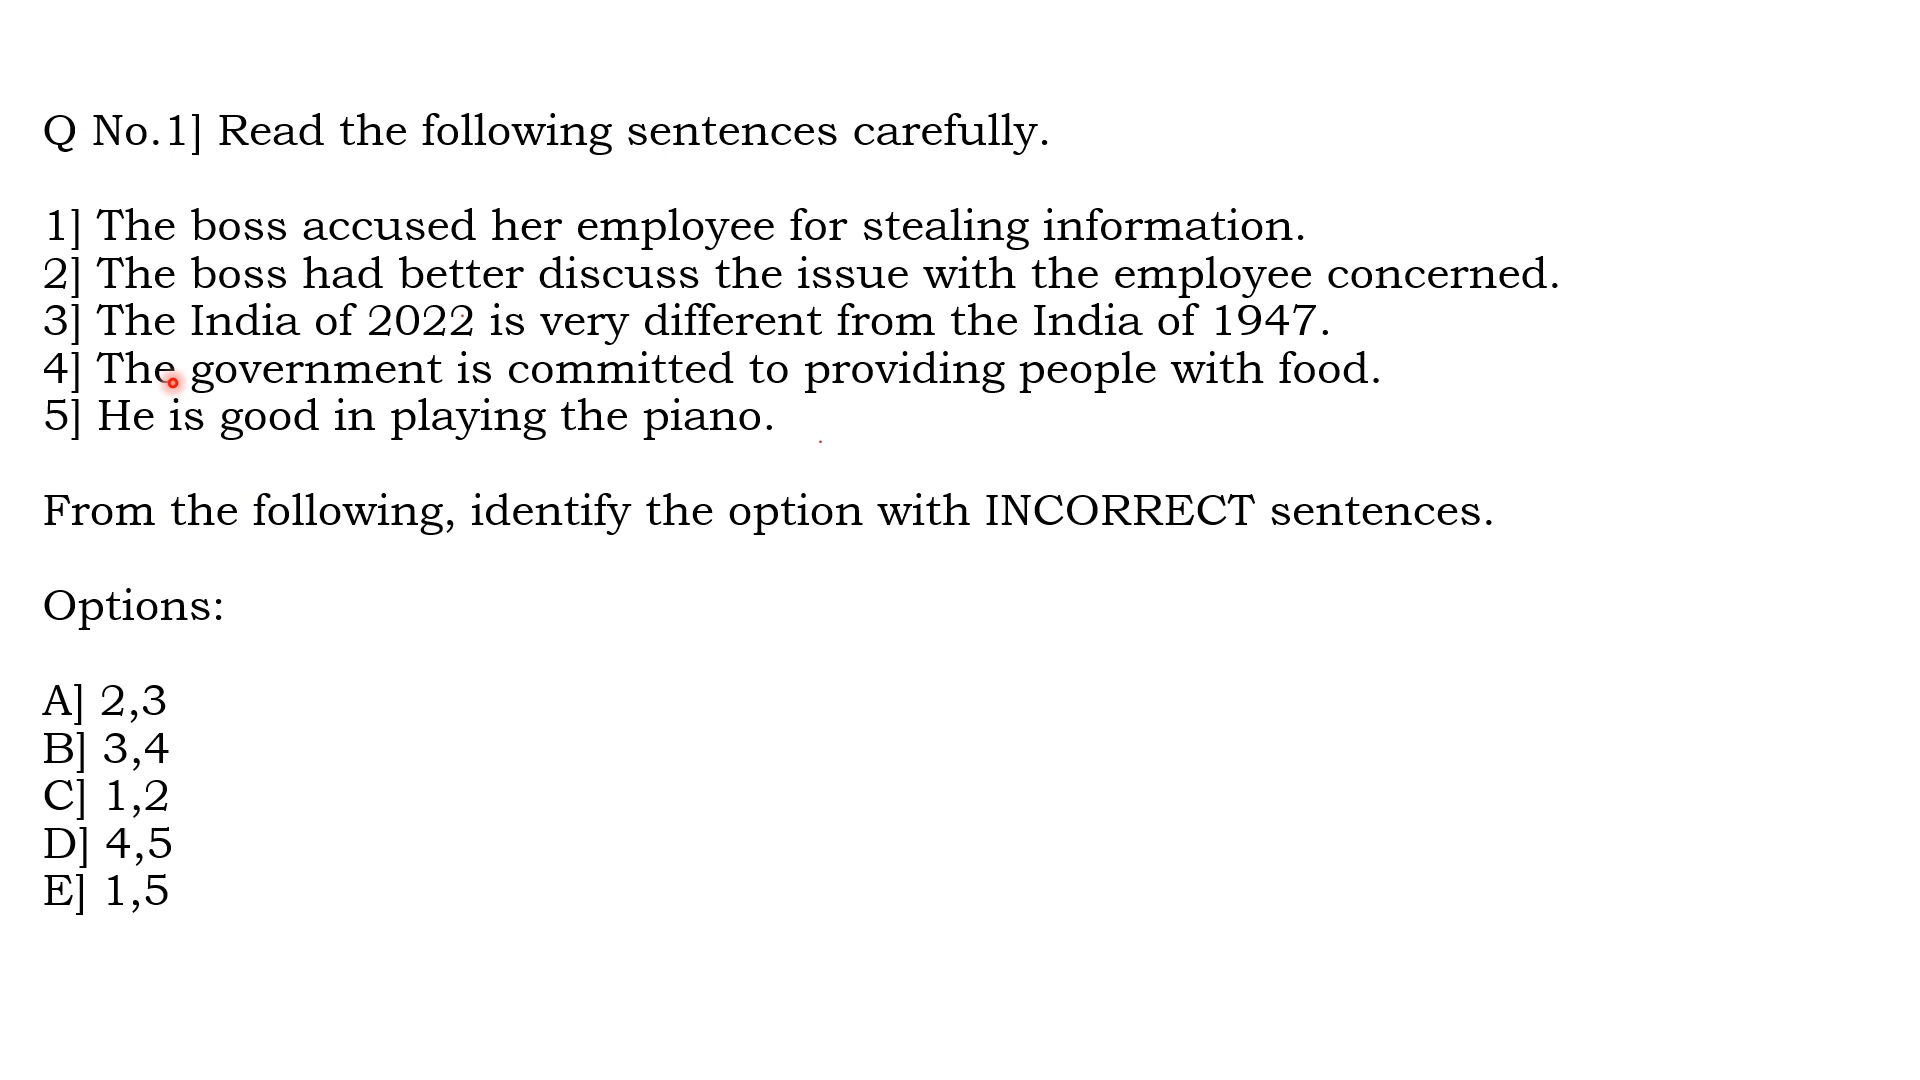 Q No.1] Read the following sentences carefully.
1] The boss accused her employee for stealing information.
2] The boss had better discuss the issue with the employee concerned.
3] The India of 2022 is very different from the India of 1947.
4] The government is committed to providing people with food.
5] He is good in playing the piano.
From the following, identify the option with INCORRECT sentences.
Options:
A] 2,3
B] 3,4
C] 1,2
D] 4,5
E] 1,5